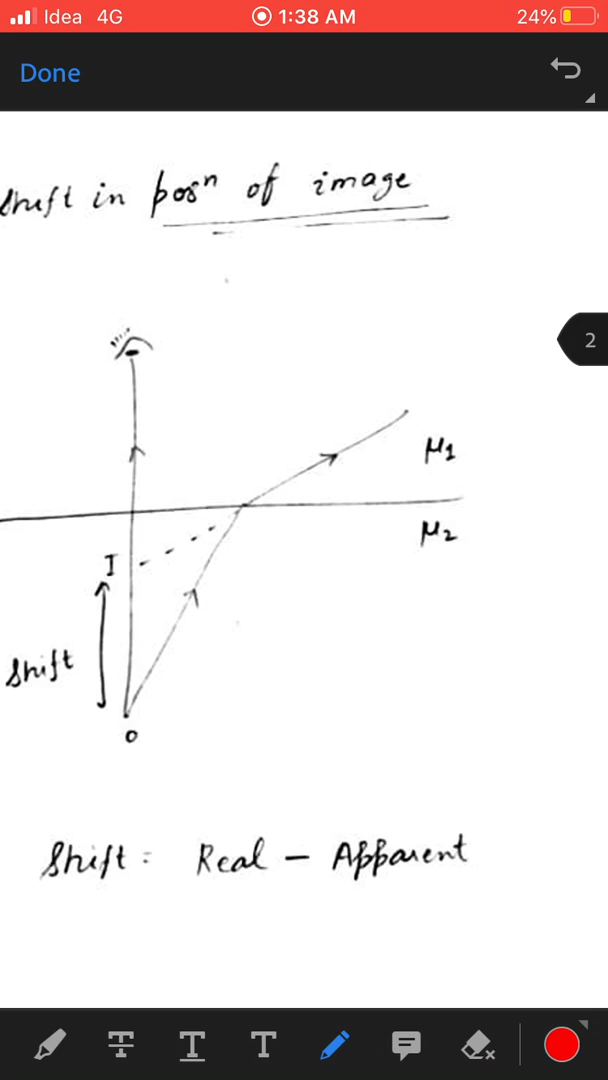 Idea 4G 1:38 AM 24%
Done
shift in posⁿ of image
2
μ1
μ2
I
shift
O
Shift = Real - Apparent
T T T